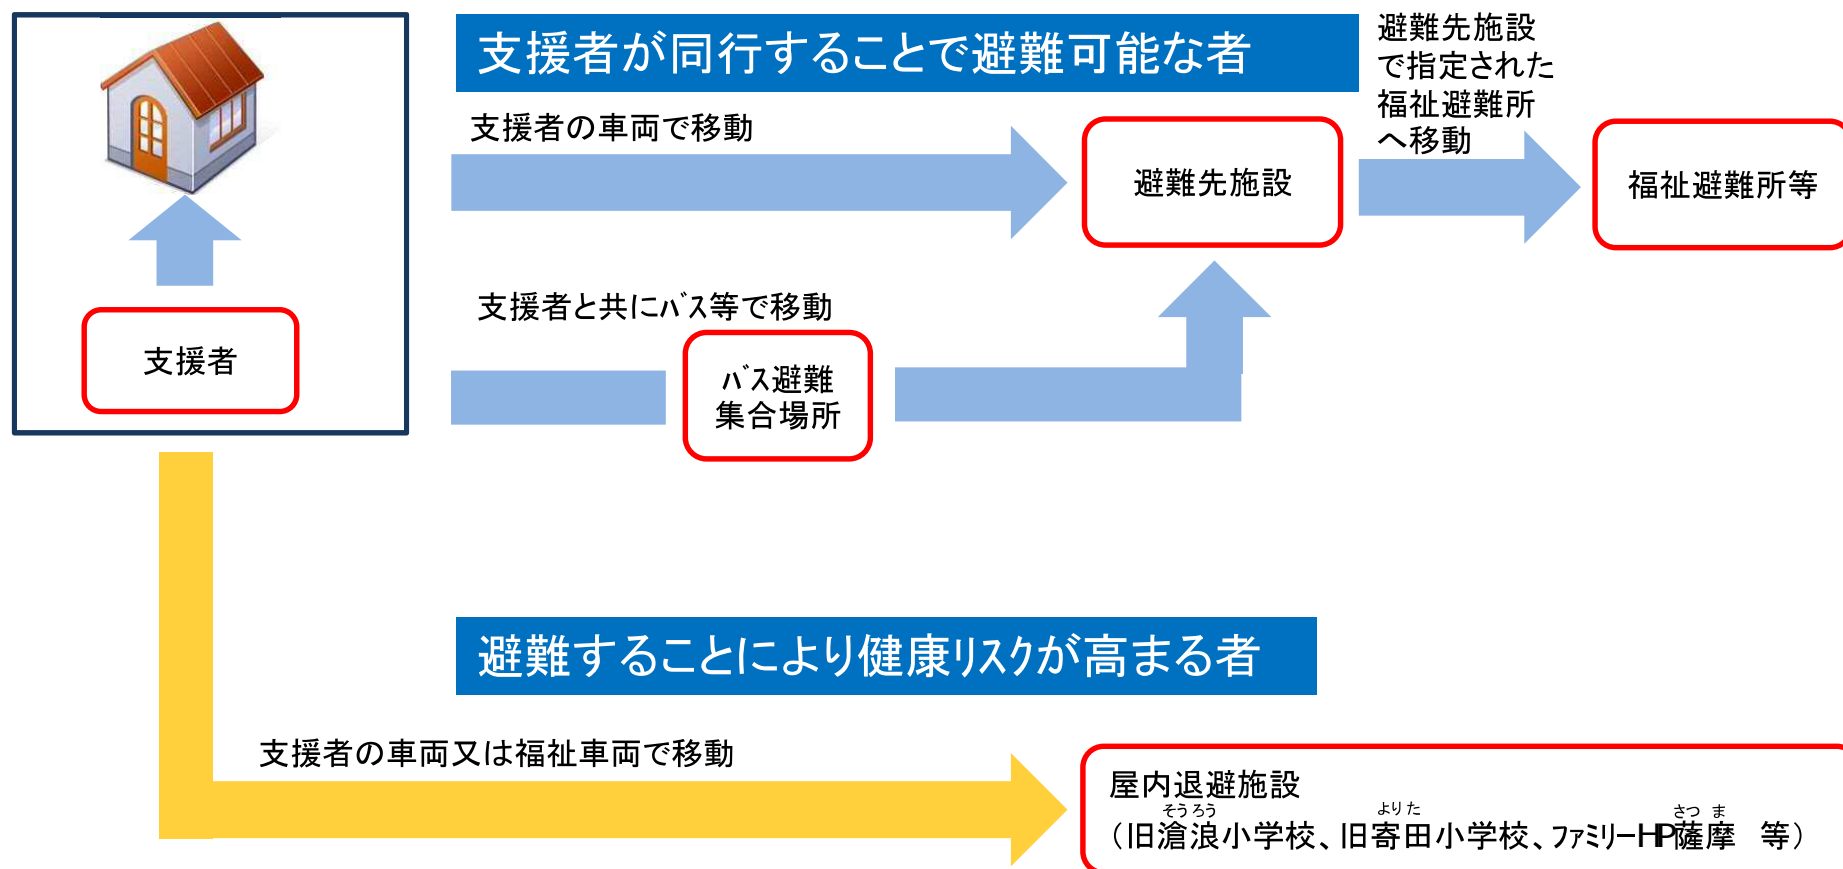 支援者が同行することで避難可能な者
避難先施設
で指定された
福祉避難所
へ移動
支援者の車両で移動
避難先施設
福祉避難所等
支援者と共にバス等で移動
支援者
バス避難
集合場所
避難することにより健康リスクが高まる者
支援者の車両又は福祉車両で移動
屋内退避施設
そうろう よりた さつま
（旧滄浪小学校、旧寄田小学校、ファミリーHP薩摩 等）